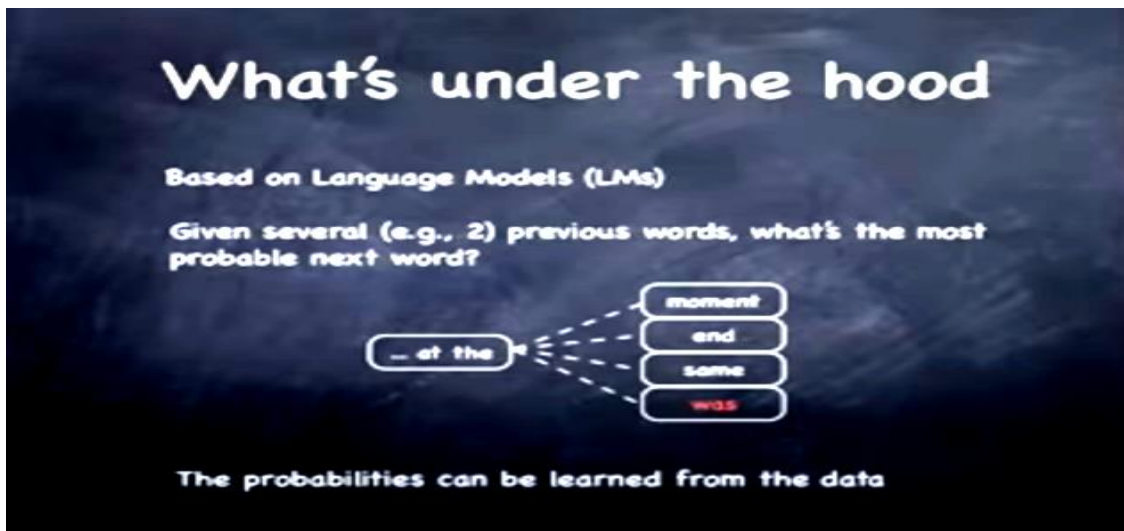 What's under the hood
Based on Language Models (LMs)
Given several (e.g., 2) previous words, what's the most
probable next word?
moment
end
... at the
same
was
The probabilities can be learned from the data